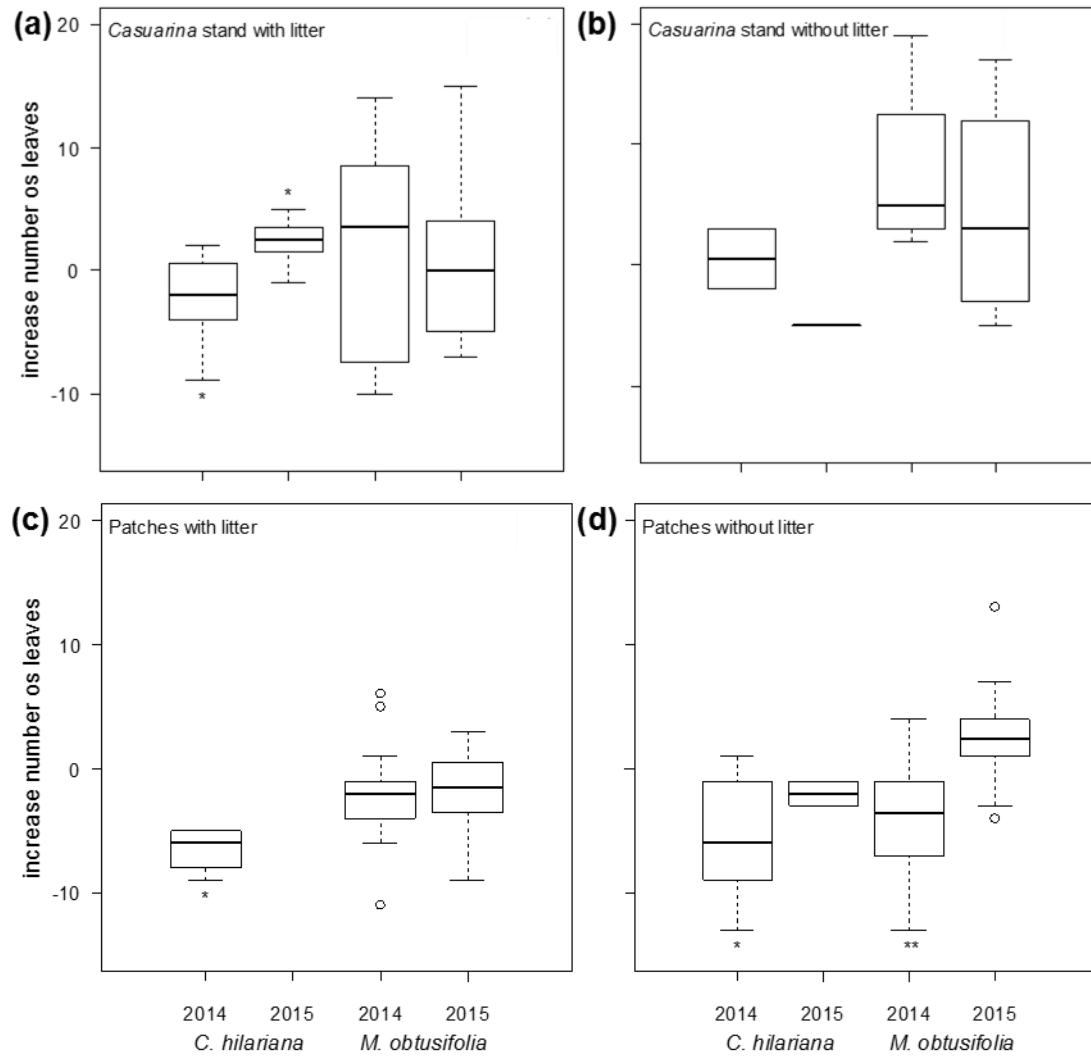 (a)
Casuarina stand with litter
20
10
0
-10
increase number os leaves
*
*
(b)
Casuarina stand without litter
(c)
Patches with litter
20
10
0
-10
increase number os leaves
*
2014 2015 2014 2015
C. hilariana M. obtusifolia
(d)
Patches without litter
*
**
2014 2015 2014 2015
C. hilariana M. obtusifolia